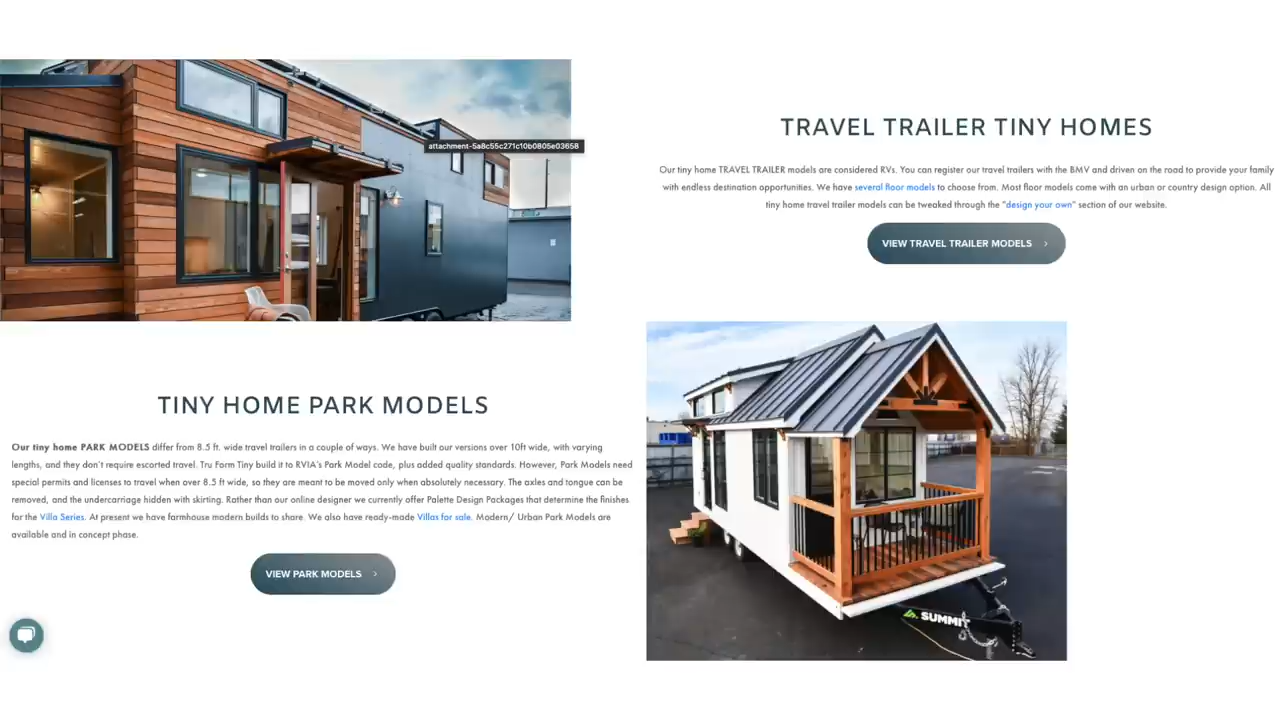 attachment-5a8c55c271c10b0805e03658
TRAVEL TRAILER TINY HOMES
Our tiny home TRAVEL TRAILER models are considered RVs. You can register our travel trailers with the BMV and driven on the road to provide your family
with endless destination opportunities. We have several floor models to choose from. Most floor models come with an urban or country design option. All
tiny home travel trailer models can be tweaked through the "design your own" section of our website.
VIEW TRAVEL TRAILER MODELS
TINY HOME PARK MODELS
Our tiny home PARK MODELS differ from 8.5 ft. wide travel trailers in a couple of ways. We have built our versions over 10ft wide, with varying
lengths, and they don't require escorted travel. Tru Form Tiny build it to RVIA's Park Model code, plus added quality standards. However, Park Models need
special permits and licenses to travel when over 8.5 ft wide, so they are meant to be moved only when absolutely necessary. The axles and tongue can be
removed, and the undercarriage hidden with skirting. Rather than our online designer we currently offer Palette Design Packages that determine the finishes
for the Villa Series. At present we have farmhouse modern builds to share. We also have ready-made Villas for sale. Modern/ Urban Park Models are
available and in concept phase.
VIEW PARK MODELS
SUMMIT